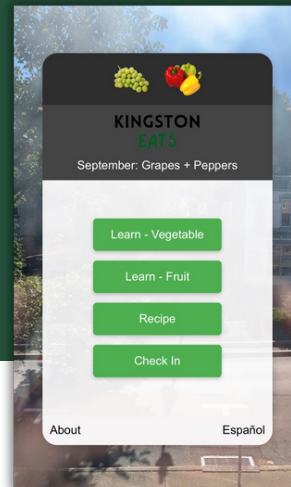 KINGSTON
EATS
September: Grapes + Peppers
Learn - Vegetable
Learn - Fruit
Recipe
Check In
About
Español